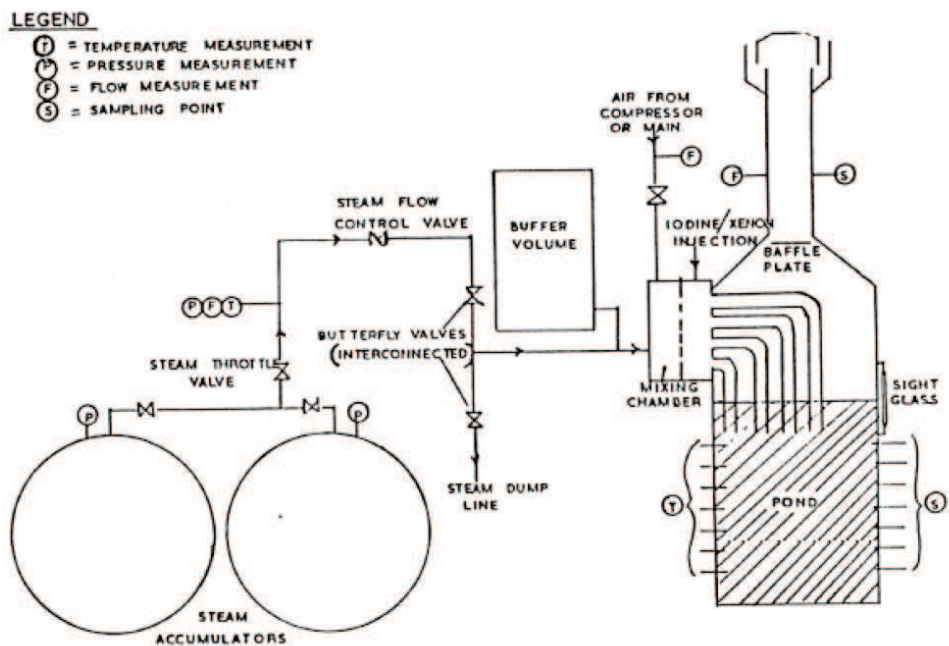 LEGEND
T = TEMPERATURE MEASUREMENT
P = PRESSURE MEASUREMENT
F = FLOW MEASUREMENT
S = SAMPLING POINT
AIR FROM
COMPRESSOR
OR MAIN
F
F
S
STEAM FLOW
CONTROL VALVE
BUFFER
VOLUME
IODINE/XENON
INJECTION
BAFFLE
PLATE
P F T
BUTTERFLY VALVES
(INTERCONNECTED)
STEAM THROTTLE
VALVE
MIXING
CHAMBER
SIGHT
GLASS
P
P
STEAM DUMP
LINE
T
POND
S
STEAM
ACCUMULATORS